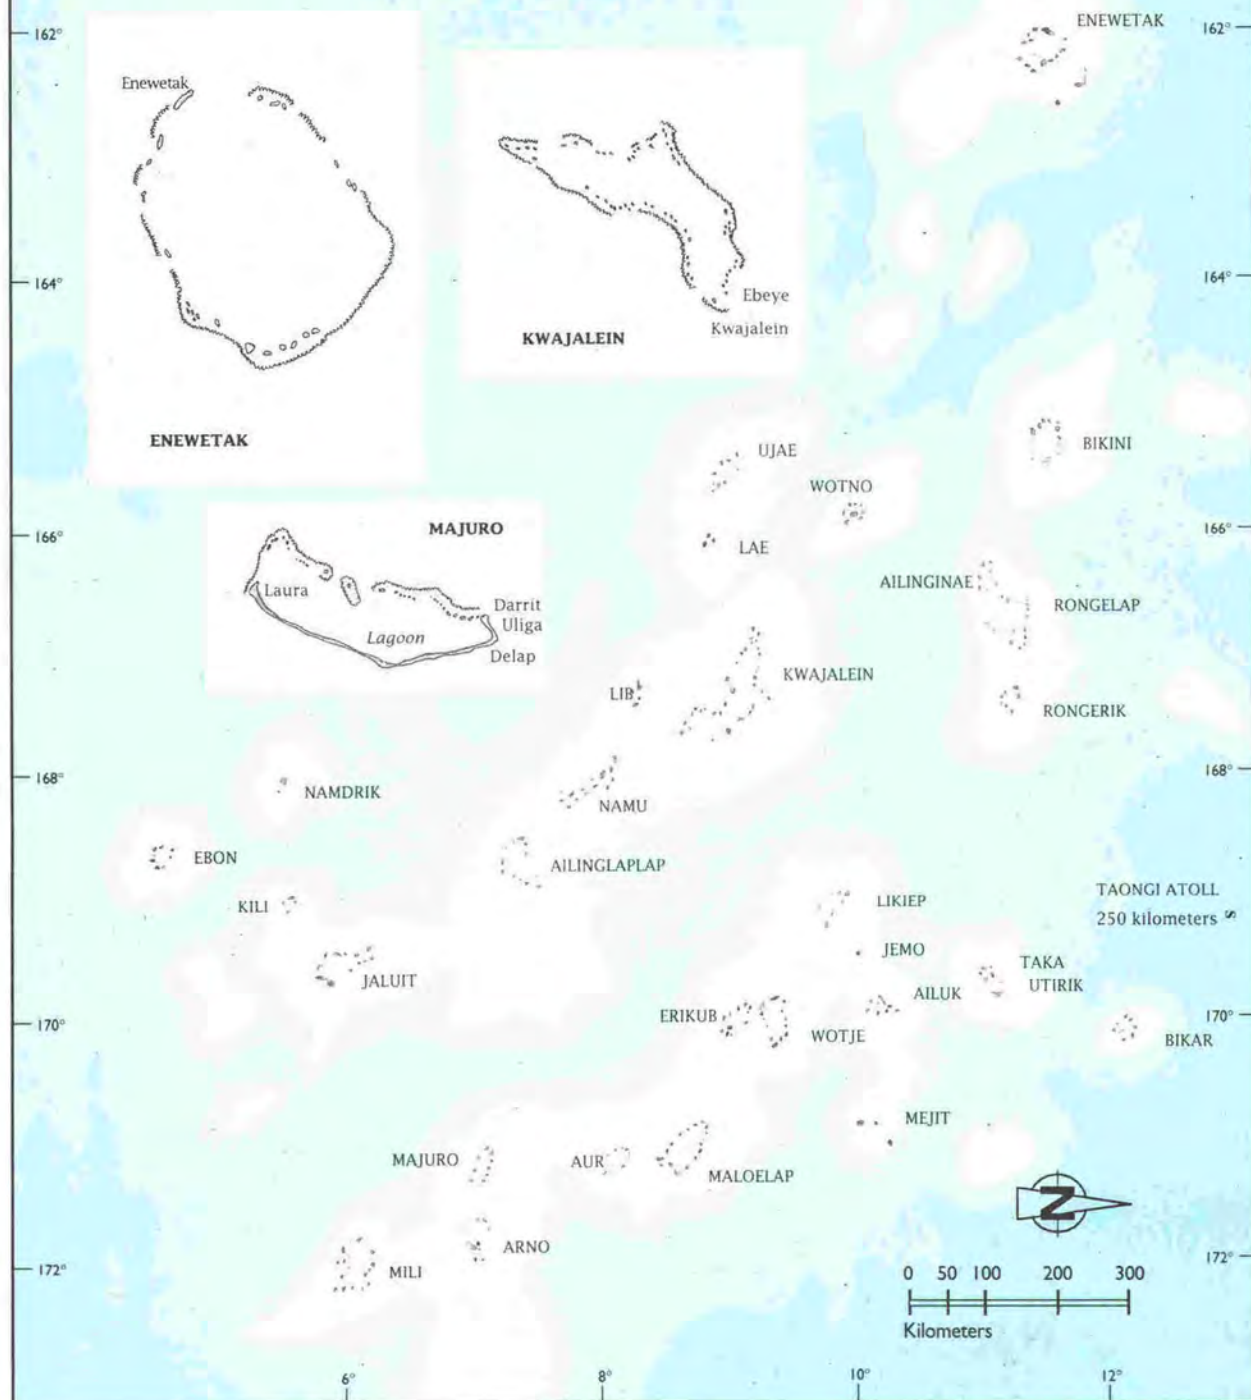 162°
162°
ENEWETAK
Enewetak
164°
164°
Ebeye
Kwajalein
KWAJALEIN
ENEWETAK
UJAE
BIKINI
WOTNO
MAJURO
166°
166°
LAE
AILINGINAE
Laura
Darrit
RONGELAP
Uliga
Lagoon
Delap
KWAJALEIN
LIB
RONGERIK
168°
168°
NAMDRIK
NAMU
EBON
AILINGLAPLAP
TAONGI ATOLL
250 kilometers
KILI
LIKIEP
JEMO
TAKA
JALUIT
UTIRIK
AILUK
170°
170°
ERIKUB
WOTJE
BIKAR
MEJIT
MAJURO
AUR
MALOELAP
N
ARNO
172°
172°
MILI
0 50 100 200 300
Kilometers
6° 8° 10° 12°